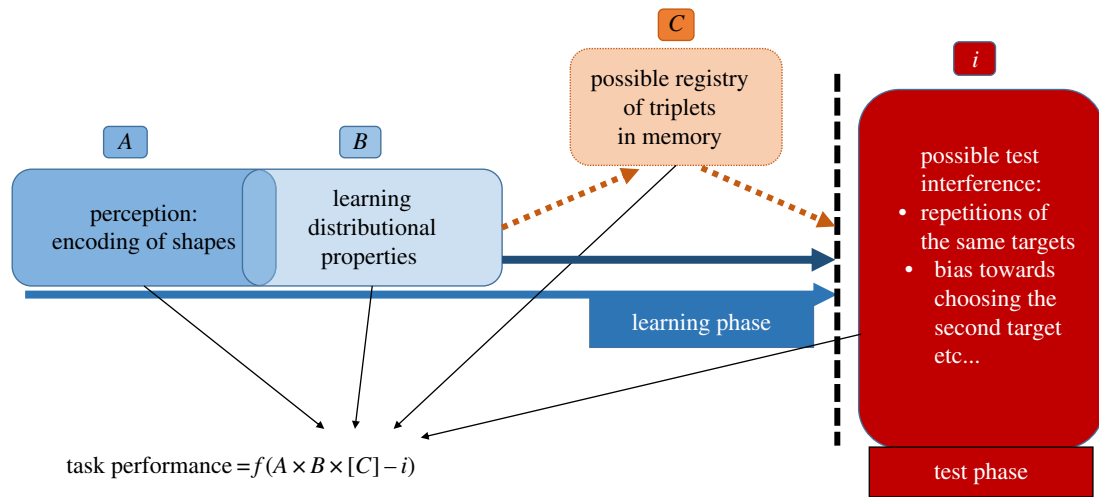 C
i
possible registry
of triplets
in memory
A
B
perception:
encoding of shapes
learning
distributional
properties
possible test
interference:
• repetitions of
the same targets
• bias towards
choosing the
second target
etc...
learning phase
task performance = f(A × B × [C] – i)
test phase